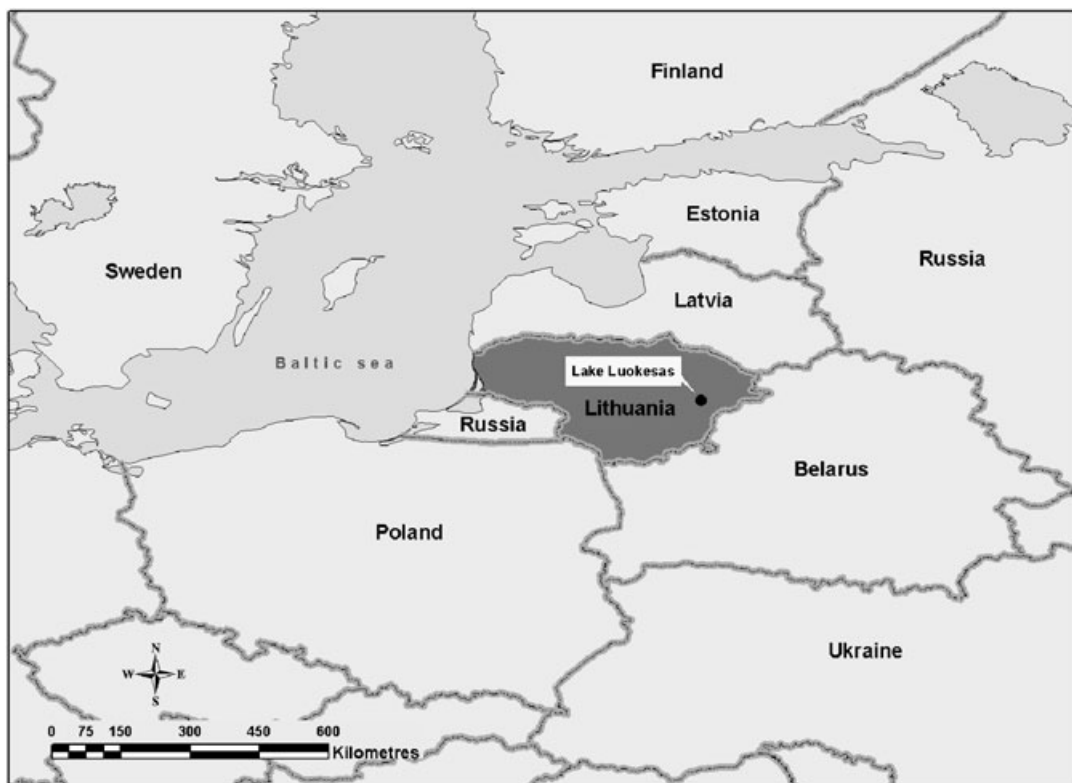 Finland
Estonia
Sweden
Russia
Latvia
Baltic sea
Lake Luokesas
Lithuania
Russia
Belarus
Poland
Ukraine
N
W E
S
0 75 150 300 450 600
Kilometres